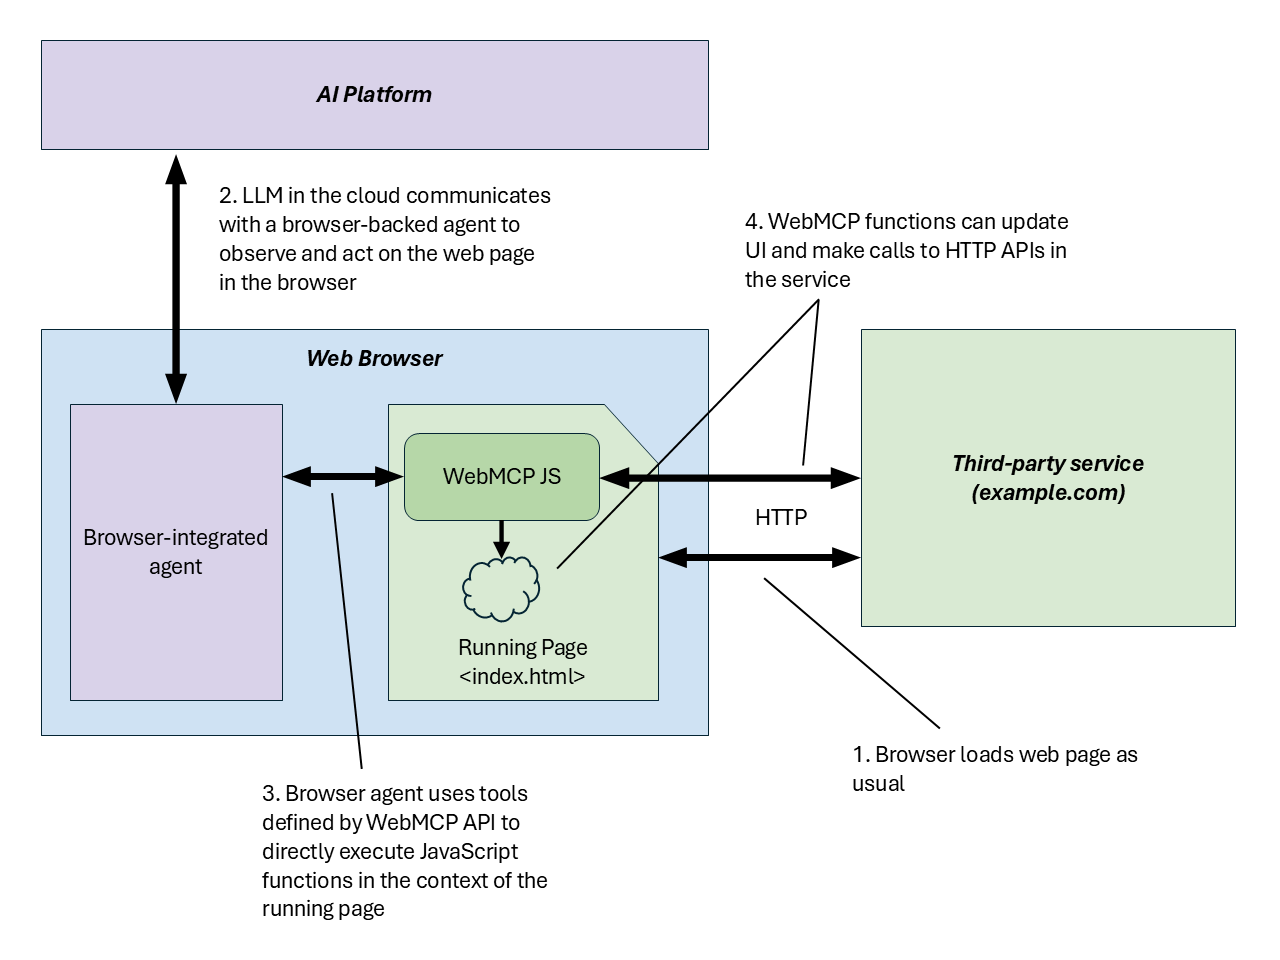 AI Platform
2. LLM in the cloud communicates
with a browser-backed agent to
observe and act on the web page
in the browser
4. WebMCP functions can update
UI and make calls to HTTP APIs in
the service
Web Browser
Browser-integrated
agent
WebMCP JS
Running Page
<index.html>
HTTP
Third-party service
(example.com)
1. Browser loads web page as
usual
3. Browser agent uses tools
defined by WebMCP API to
directly execute JavaScript
functions in the context of the
running page